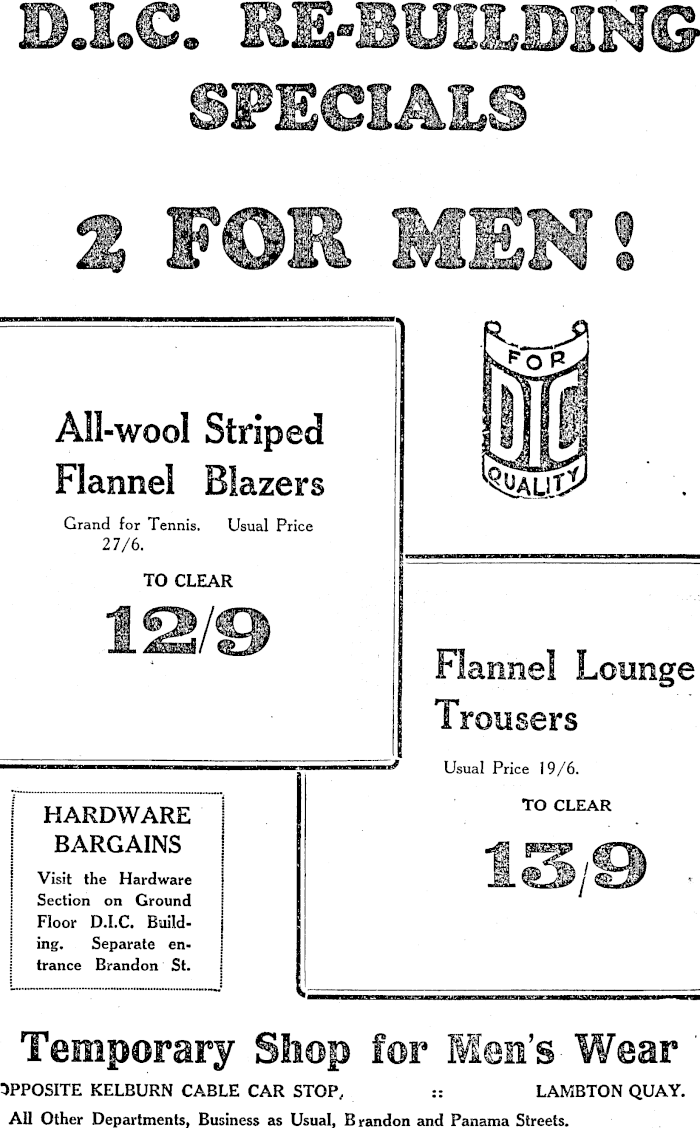 D.I.C. RE-BUILDING
SPECIALS
2 FOR MEN!
All-wool Striped
Flannel Blazers
Grand for Tennis. Usual Price
27/6.
TO CLEAR
12/9
FOR
DIC
QUALITY
Flannel Lounge
Trousers
Usual Price 19/6.
TO CLEAR
13/9
HARDWARE
BARGAINS
Visit the Hardware
Section on Ground
Floor D.I.C. Build-
ing. Separate en-
trance Brandon St.
Temporary Shop for Men's Wear
OPPOSITE KELBURN CABLE CAR STOP, :: LAMBTON QUAY.
All Other Departments, Business as Usual, Brandon and Panama Streets.